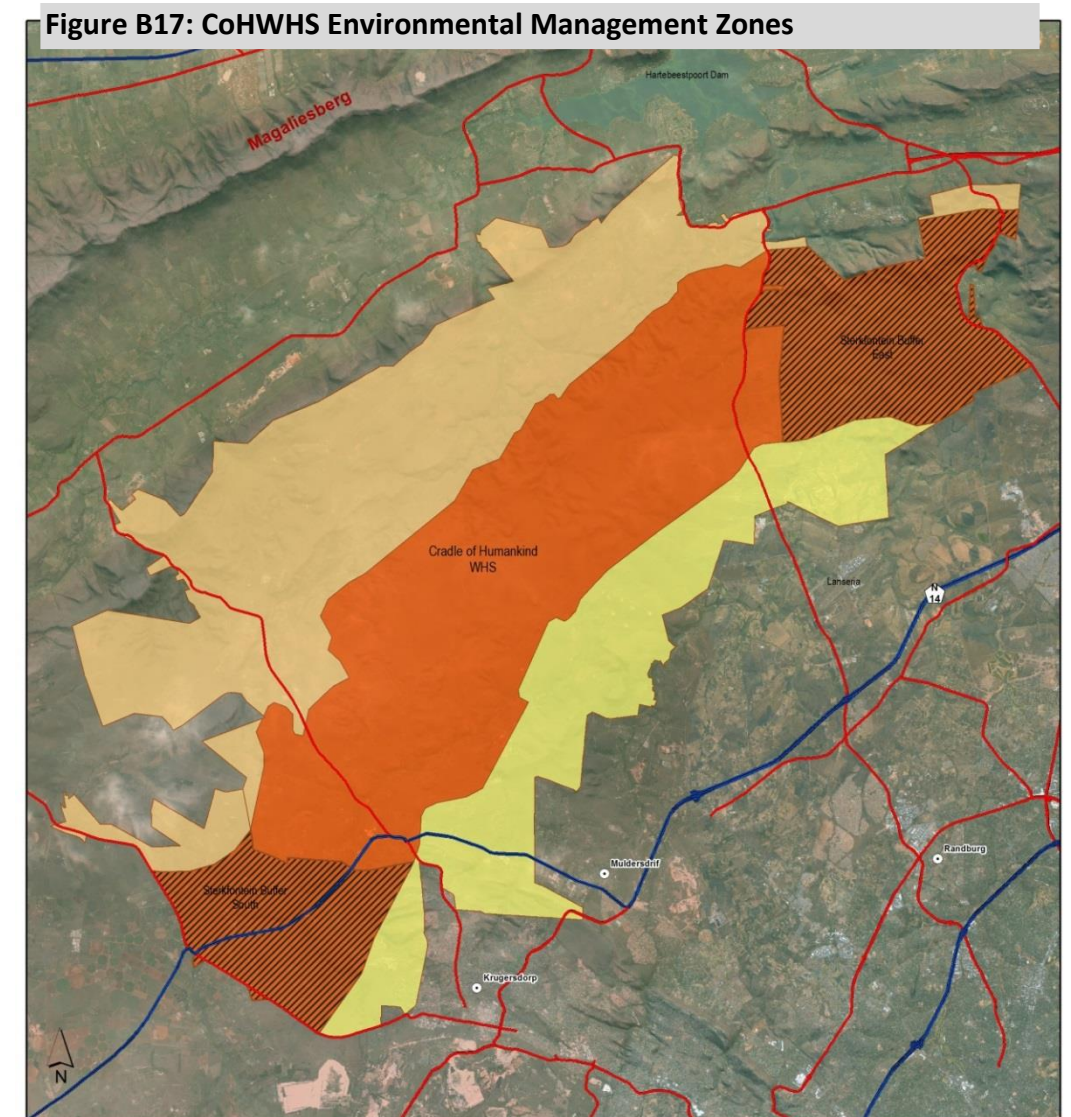 Figure B17: CoHWHS Environmental Management Zones
Hartebeestpoort Dam
Magaliesberg
Sterkfontein Buffer
East
Cradle of Humankind
WHS
Lanseria
N
14
Randburg
Muldersdrif
Sterkfontein Buffer
South
Krugersdorp
N